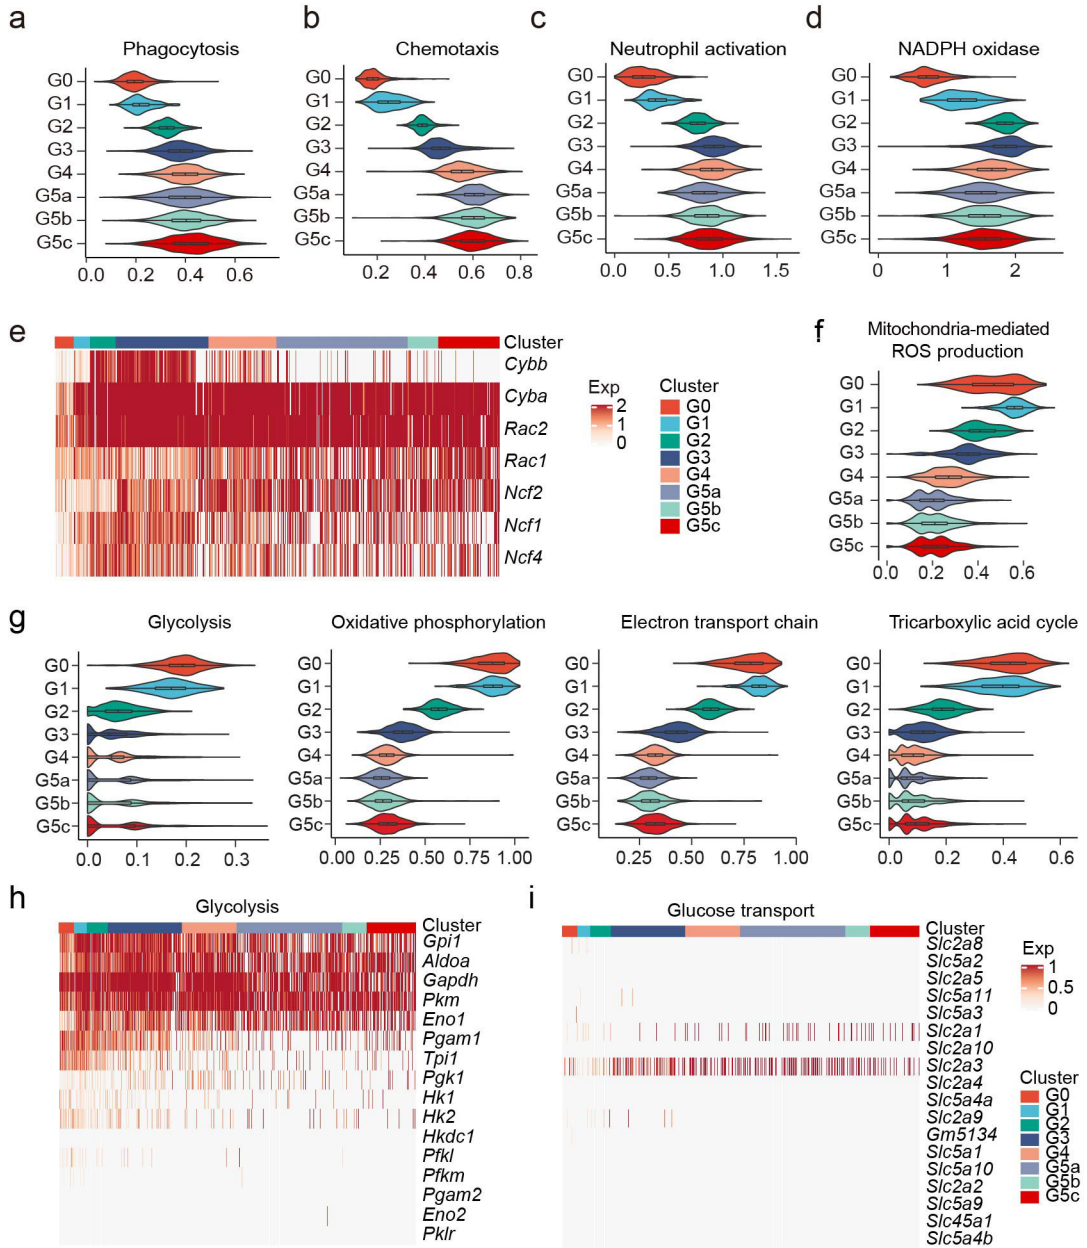 a
Phagocytosis
G0
G1
G2
G3
G4
G5a
G5b
G5c
0.0 0.2 0.4 0.6
b
Chemotaxis
G0
G1
G2
G3
G4
G5a
G5b
G5c
0.2 0.4 0.6 0.8
c
Neutrophil activation
G0
G1
G2
G3
G4
G5a
G5b
G5c
0.0 0.5 1.0 1.5
d
NADPH oxidase
G0
G1
G2
G3
G4
G5a
G5b
G5c
0 1 2
e
Cluster
Cybb
Cyba
Rac2
Rac1
Ncf2
Ncf1
Ncf4
Exp
2
1
0
Cluster
G0
G1
G2
G3
G4
G5a
G5b
G5c
f
Mitochondria-mediated
ROS production
G0
G1
G2
G3
G4
G5a
G5b
G5c
0.0 0.2 0.4 0.6
g
Glycolysis
G0
G1
G2
G3
G4
G5a
G5b
G5c
0.0 0.1 0.2 0.3
Oxidative phosphorylation
G0
G1
G2
G3
G4
G5a
G5b
G5c
0.00 0.25 0.50 0.75 1.00
Electron transport chain
G0
G1
G2
G3
G4
G5a
G5b
G5c
0.25 0.50 0.75 1.00
Tricarboxylic acid cycle
G0
G1
G2
G3
G4
G5a
G5b
G5c
0.0 0.2 0.4 0.6
h
Glycolysis
Cluster
Gpi1
Aldoa
Gapdh
Pkm
Eno1
Pgam1
Tpi1
Pgk1
Hk1
Hk2
Hkdc1
Pfkl
Pfkm
Pgam2
Eno2
Pklr
i
Glucose transport
Cluster
Slc2a8
Slc5a2
Slc2a5
Slc5a11
Slc5a3
Slc2a1
Slc2a10
Slc2a3
Slc2a4
Slc5a4a
Slc2a9
Gm5134
Slc5a1
Slc5a10
Slc2a2
Slc5a9
Slc45a1
Slc5a4b
Exp
1
0.5
0
Cluster
G0
G1
G2
G3
G4
G5a
G5b
G5c